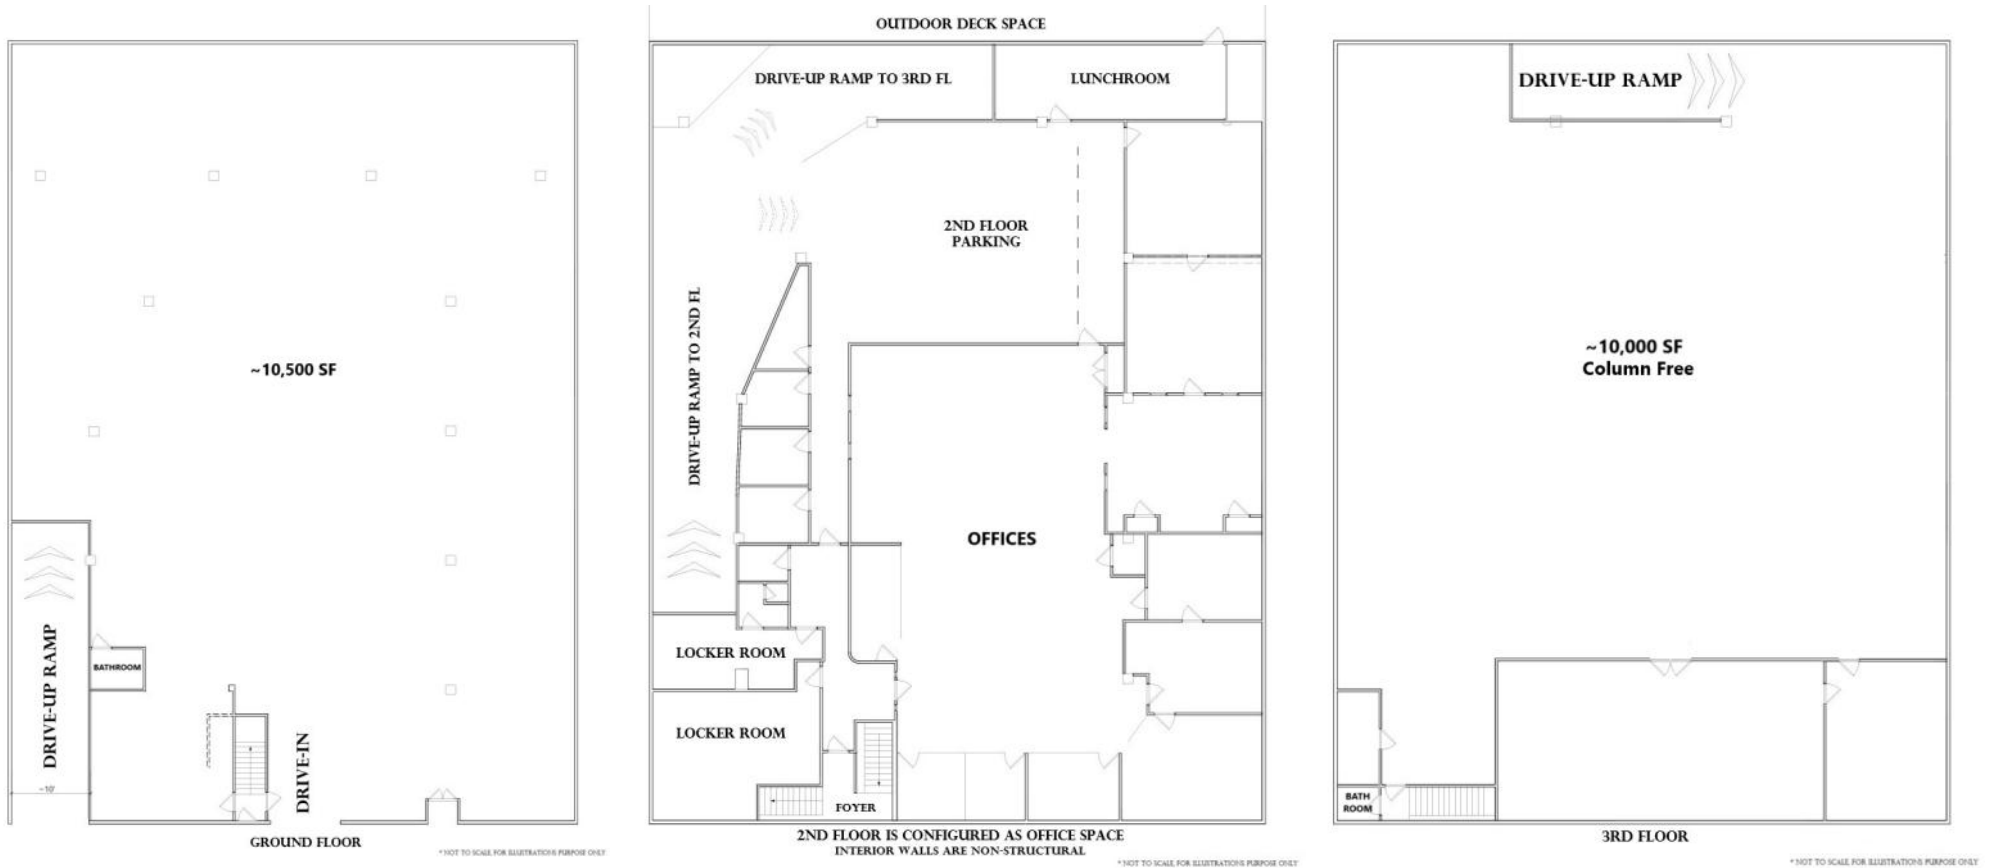 ~10,500 SF
DRIVE-UP RAMP
BATHROOM
~10'
DRIVE-IN
GROUND FLOOR
* NOT TO SCALE, FOR ILLUSTRATIONS PURPOSE ONLY
OUTDOOR DECK SPACE
DRIVE-UP RAMP TO 3RD FL
LUNCHROOM
2ND FLOOR
PARKING
DRIVE-UP RAMP TO 2ND FL
OFFICES
LOCKER ROOM
LOCKER ROOM
FOYER
2ND FLOOR IS CONFIGURED AS OFFICE SPACE
INTERIOR WALLS ARE NON-STRUCTURAL
* NOT TO SCALE, FOR ILLUSTRATIONS PURPOSE ONLY
DRIVE-UP RAMP
~10,000 SF
Column Free
BATH
ROOM
3RD FLOOR
* NOT TO SCALE, FOR ILLUSTRATIONS PURPOSE ONLY